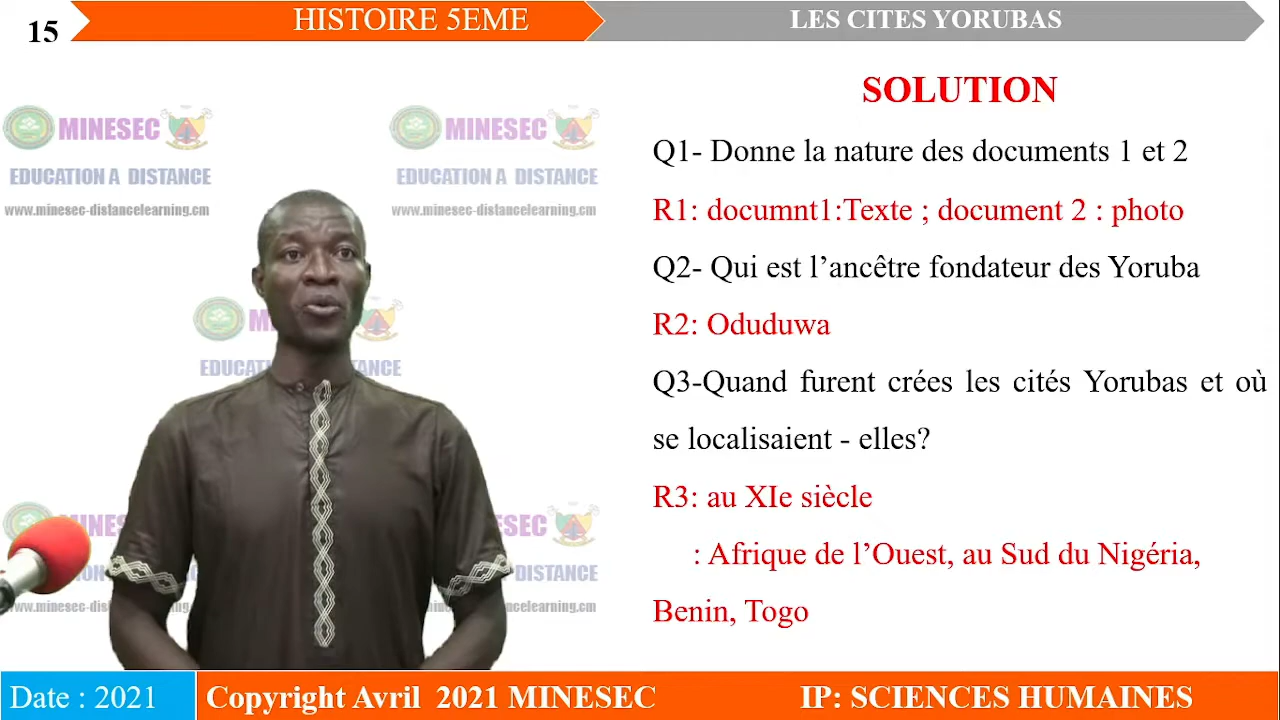 15
HISTOIRE 5EME
LES CITES YORUBAS
SOLUTION
Q1- Donne la nature des documents 1 et 2
R1: documnt1:Texte ; document 2 : photo
Q2- Qui est l’ancêtre fondateur des Yoruba
R2: Oduduwa
Q3-Quand furent crées les cités Yorubas et où
se localisaient - elles?
R3: au XIe siècle
: Afrique de l’Ouest, au Sud du Nigéria,
Benin, Togo
MINESEC
EDUCATION A DISTANCE
www.minesec-distancelearning.cm
MINESEC
EDUCATION A DISTANCE
www.minesec-distancelearning.cm
Date : 2021
Copyright Avril 2021 MINESEC
IP: SCIENCES HUMAINES